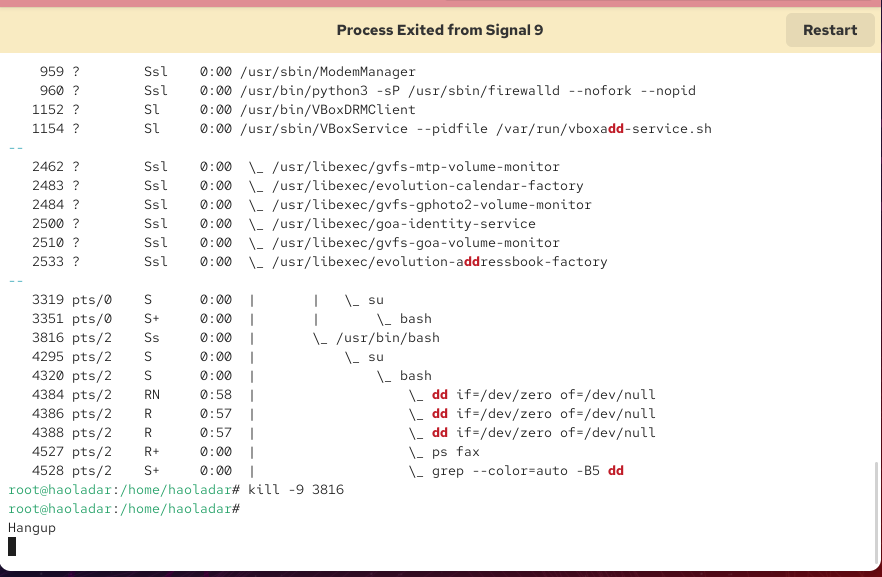 Process Exited from Signal 9
Restart
    959 ?        Ssl    0:00 /usr/sbin/ModemManager
    960 ?        Ssl    0:00 /usr/bin/python3 -sP /usr/sbin/firewalld --nofork --nopid
   1152 ?        Sl     0:00 /usr/bin/VBoxDRMClient
   1154 ?        Sl     0:00 /usr/sbin/VBoxService --pidfile /var/run/vboxadd-service.sh
--
   2462 ?        Ssl    0:00  \_ /usr/libexec/gvfs-mtp-volume-monitor
   2483 ?        Ssl    0:00  \_ /usr/libexec/evolution-calendar-factory
   2484 ?        Ssl    0:00  \_ /usr/libexec/gvfs-gphoto2-volume-monitor
   2500 ?        Ssl    0:00  \_ /usr/libexec/goa-identity-service
   2510 ?        Ssl    0:00  \_ /usr/libexec/gvfs-goa-volume-monitor
   2533 ?        Ssl    0:00  \_ /usr/libexec/evolution-addressbook-factory
--
   3319 pts/0    S      0:00  |       |   \_ su
   3351 pts/0    S+     0:00  |       |       \_ bash
   3816 pts/2    Ss     0:00  |       \_ /usr/bin/bash
   4295 pts/2    S      0:00  |           \_ su
   4320 pts/2    S      0:00  |               \_ bash
   4384 pts/2    RN     0:58  |                   \_ dd if=/dev/zero of=/dev/null
   4386 pts/2    R      0:57  |                   \_ dd if=/dev/zero of=/dev/null
   4388 pts/2    R      0:57  |                   \_ dd if=/dev/zero of=/dev/null
   4527 pts/2    R+     0:00  |                   \_ ps fax
   4528 pts/2    S+     0:00  |                   \_ grep --color=auto -B5 dd
root@haoladar:/home/haoladar# kill -9 3816
root@haoladar:/home/haoladar#
Hangup